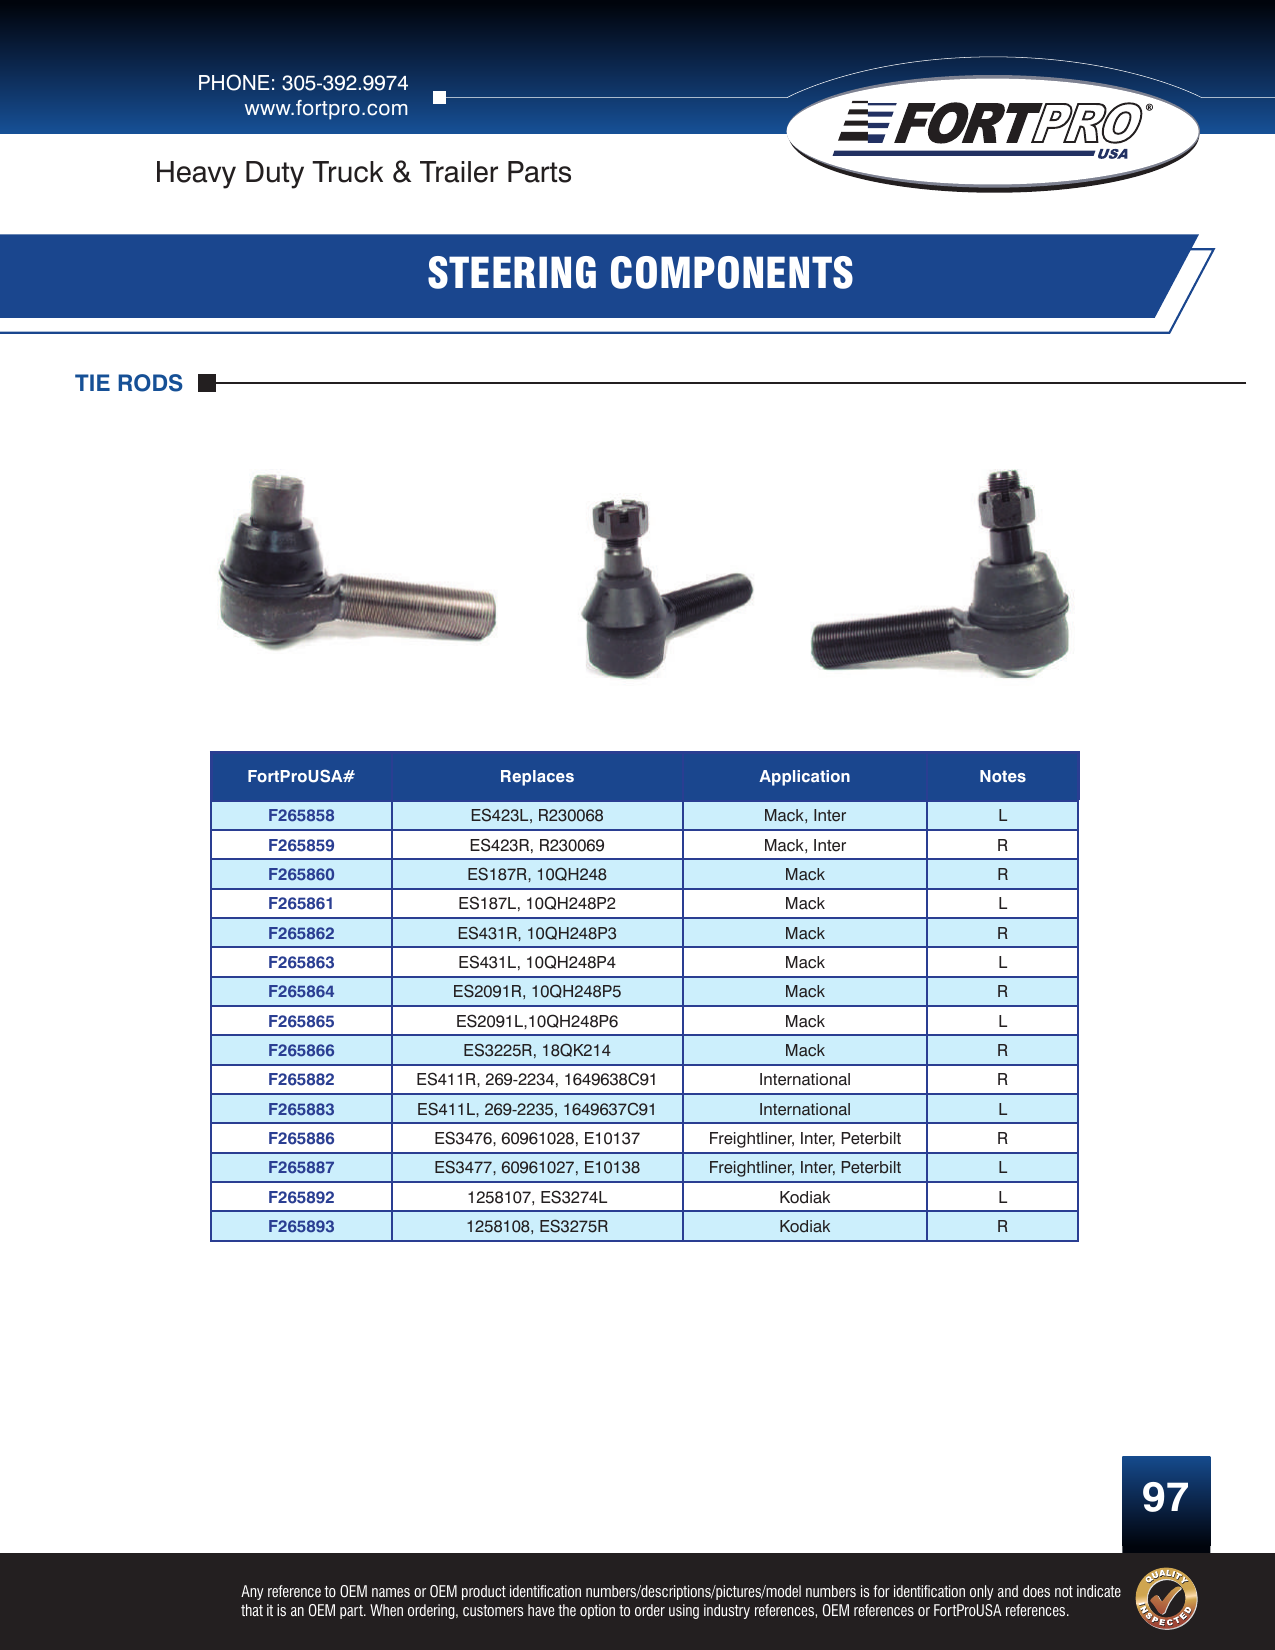 PHONE: 305-392.9974
www.fortpro.com
FORTPRO®
USA
Heavy Duty Truck & Trailer Parts
STEERING COMPONENTS
TIE RODS
FortProUSA# Replaces Application Notes
F265858 ES423L, R230068 Mack, Inter L
F265859 ES423R, R230069 Mack, Inter R
F265860 ES187R, 10QH248 Mack R
F265861 ES187L, 10QH248P2 Mack L
F265862 ES431R, 10QH248P3 Mack R
F265863 ES431L, 10QH248P4 Mack L
F265864 ES2091R, 10QH248P5 Mack R
F265865 ES2091L,10QH248P6 Mack L
F265866 ES3225R, 18QK214 Mack R
F265882 ES411R, 269-2234, 1649638C91 International R
F265883 ES411L, 269-2235, 1649637C91 International L
F265886 ES3476, 60961028, E10137 Freightliner, Inter, Peterbilt R
F265887 ES3477, 60961027, E10138 Freightliner, Inter, Peterbilt L
F265892 1258107, ES3274L Kodiak L
F265893 1258108, ES3275R Kodiak R
97
Any reference to OEM names or OEM product identification numbers/descriptions/pictures/model numbers is for identification only and does not indicate
that it is an OEM part. When ordering, customers have the option to order using industry references, OEM references or FortProUSA references.
QUALITY
INSPECTED